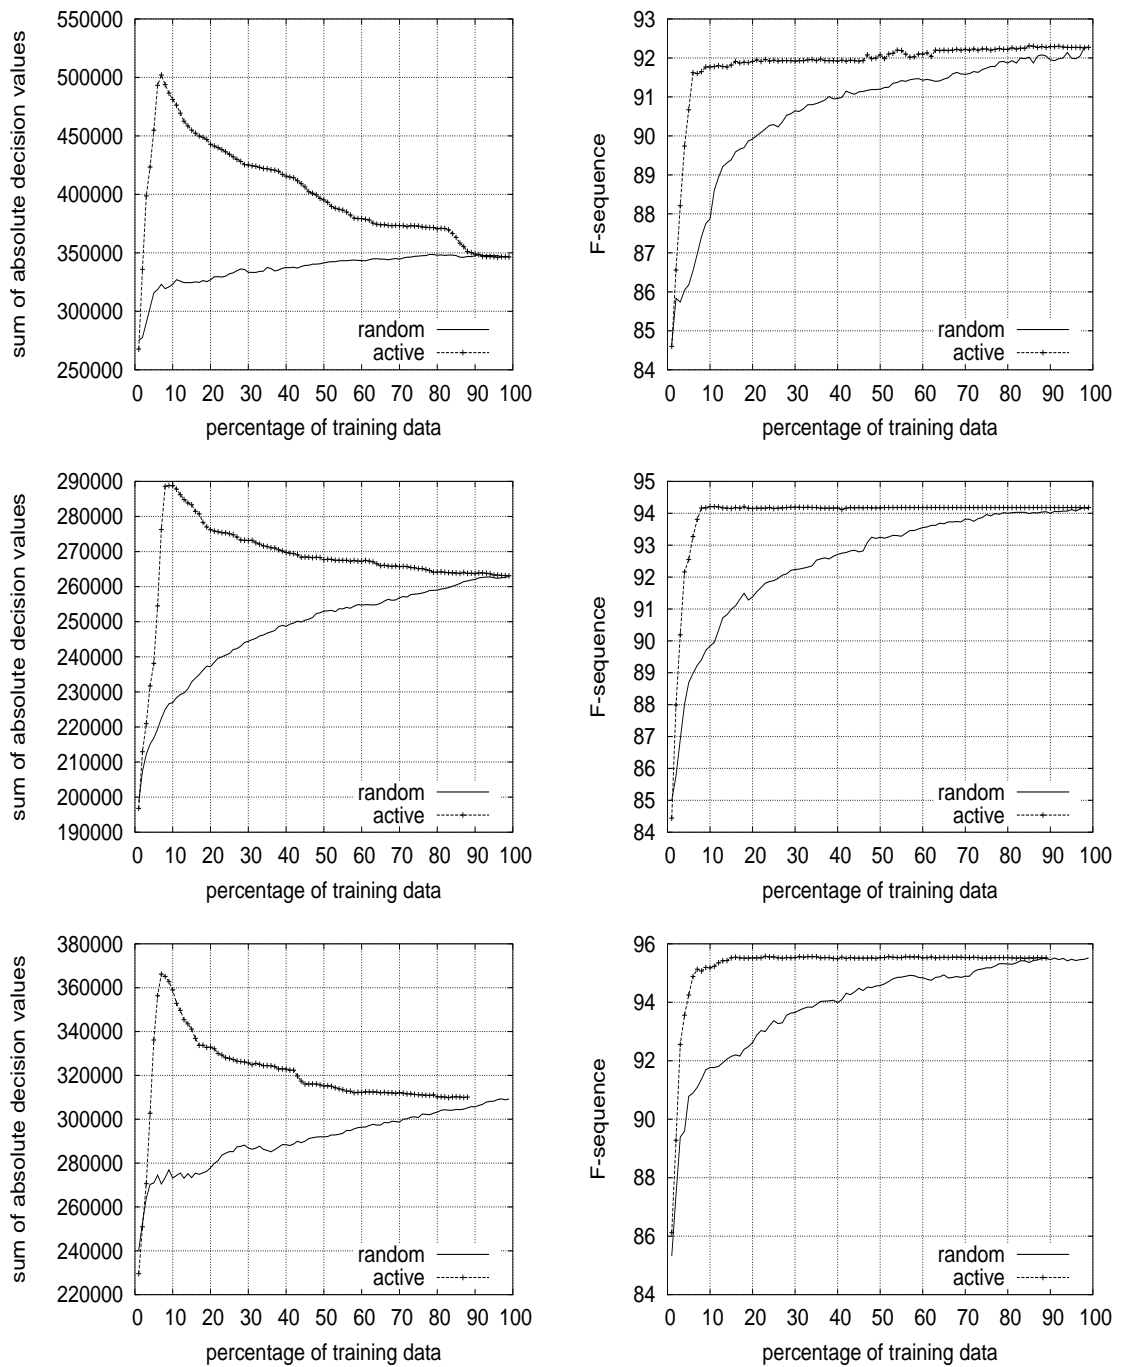 550000
500000
450000
400000
350000
300000
250000
sum of absolute decision values
random
active
0 10 20 30 40 50 60 70 80 90 100
percentage of training data
93
92
91
90
89
88
87
86
85
84
F-sequence
random
active
0 10 20 30 40 50 60 70 80 90 100
percentage of training data
290000
280000
270000
260000
250000
240000
230000
220000
210000
200000
190000
sum of absolute decision values
random
active
0 10 20 30 40 50 60 70 80 90 100
percentage of training data
95
94
93
92
91
90
89
88
87
86
85
84
F-sequence
random
active
0 10 20 30 40 50 60 70 80 90 100
percentage of training data
380000
360000
340000
320000
310000
300000
280000
260000
240000
220000
sum of absolute decision values
random
active
0 10 20 30 40 50 60 70 80 90 100
percentage of training data
96
94
92
90
88
86
84
F-sequence
random
active
0 10 20 30 40 50 60 70 80 90 100
percentage of training data